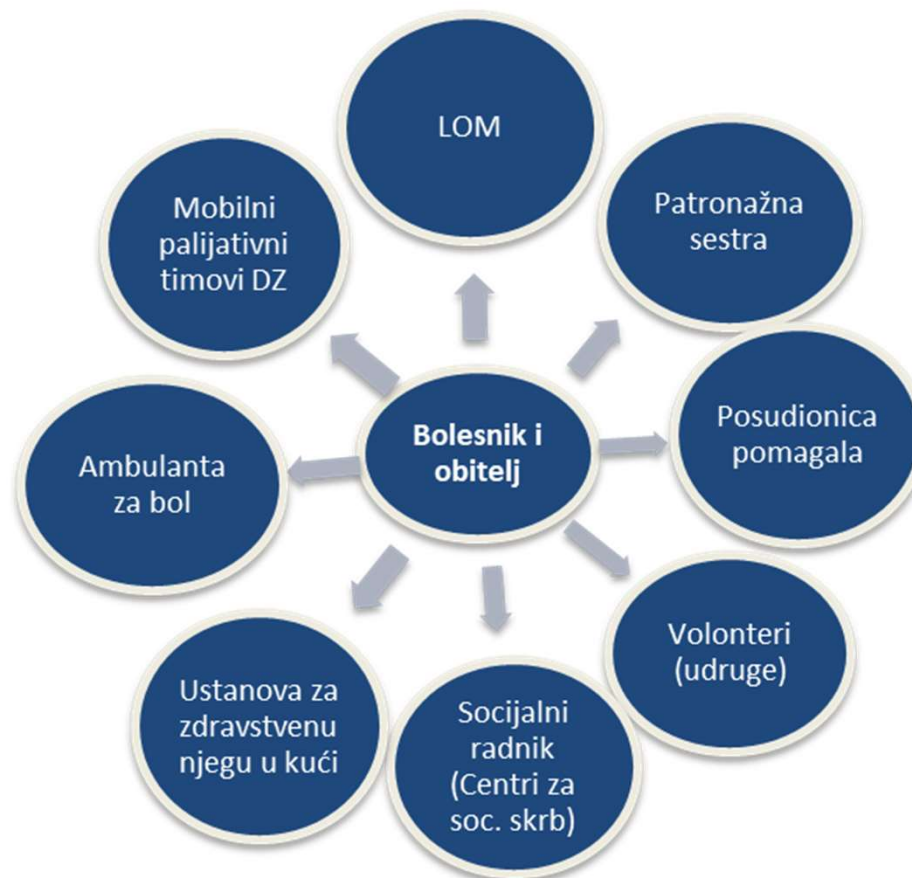 LOM
Mobilni
palijativni
timovi DZ
Patronažna
sestra
Bolesnik i
obitelj
Posudionica
pomagala
Ambulanta
za bol
Volonteri
(udruge)
Ustanova za
zdravstvenu
njegu u kući
Socijalni
radnik
(Centri za
soc. skrb)